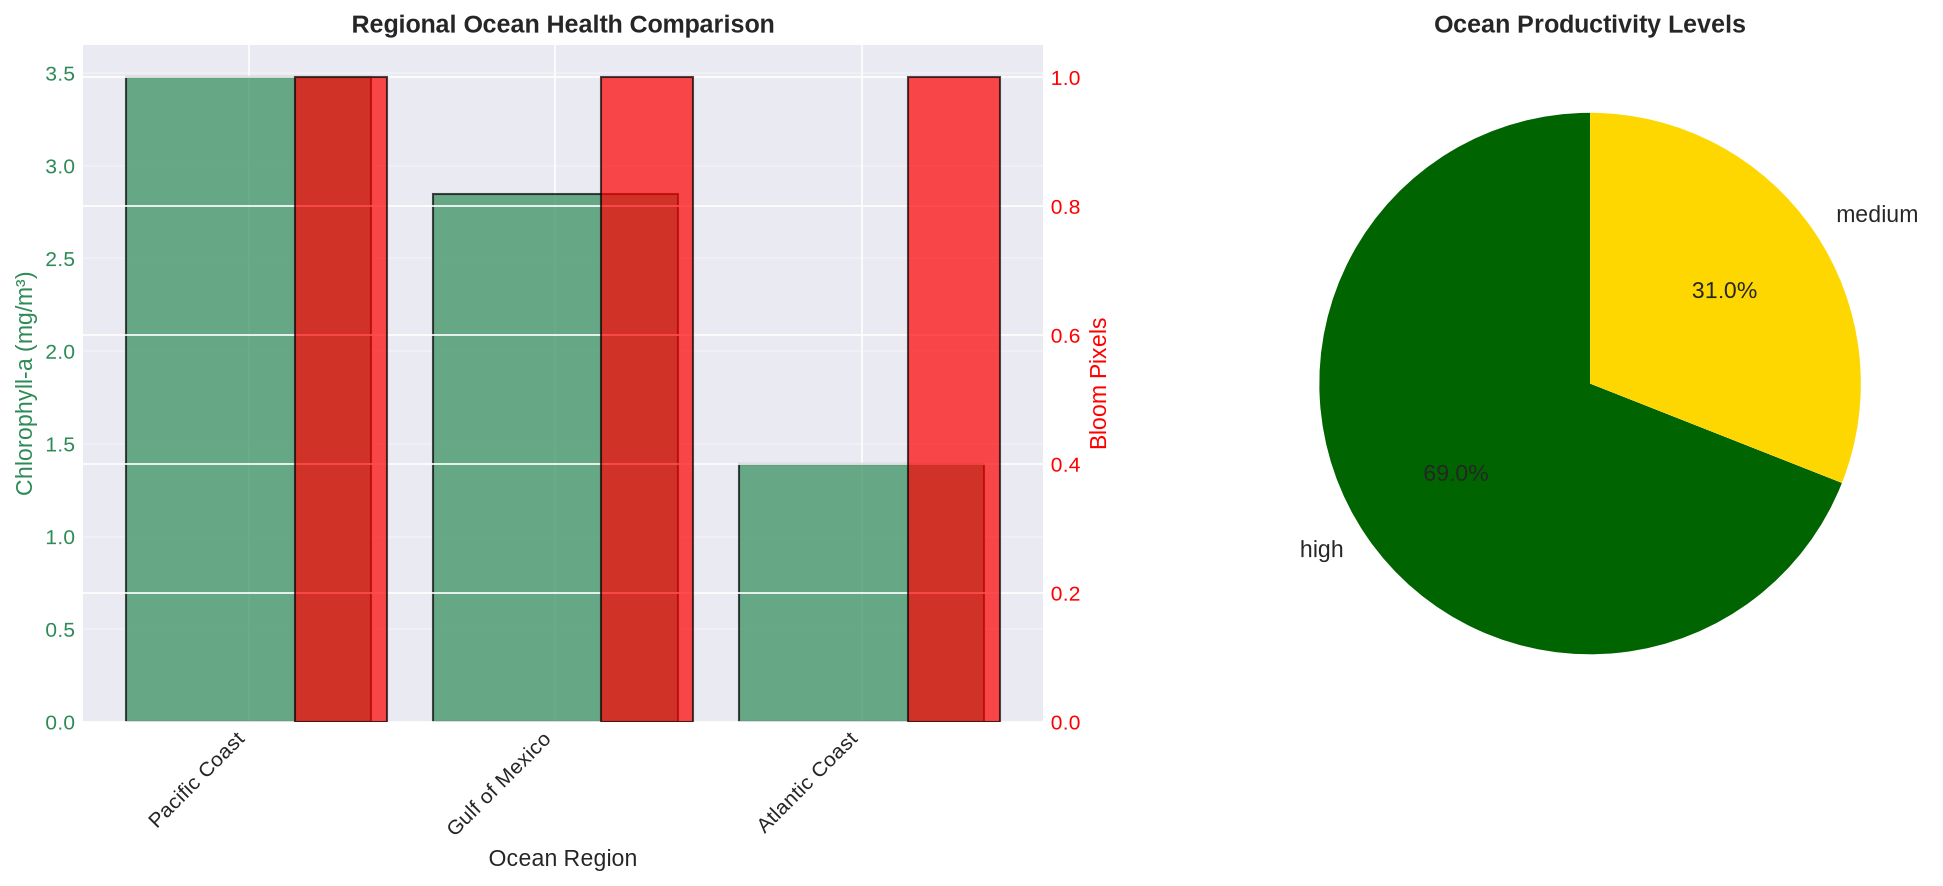 Regional Ocean Health Comparison
Chlorophyll-a (mg/m³)
3.5
3.0
2.5
2.0
1.5
1.0
0.5
0.0
1.0
0.8
0.6
0.4
0.2
0.0
Bloom Pixels
Pacific Coast
Gulf of Mexico
Atlantic Coast
Ocean Region
Ocean Productivity Levels
medium
31.0%
69.0%
high